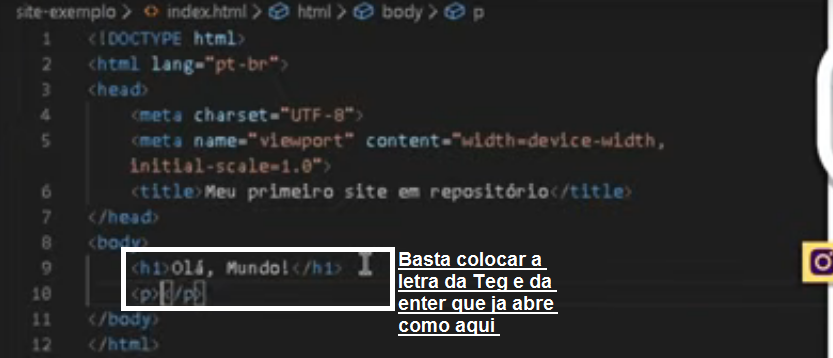 site-exemplo > index.html > html > body > p
1 <!DOCTYPE html>
2 <html lang="pt-br">
3 <head>
4 <meta charset="UTF-8">
5 <meta name="viewport" content="width=device-width,
initial-scale=1.0">
6 <title>Meu primeiro site em repositório</title>
7 </head>
8 <body>
9 <h1>Olá, Mundo!</h1>
10 <p></p>
11 </body>
12 </html>
Basta colocar a
letra da Teg e da
enter que ja abre
como aqui